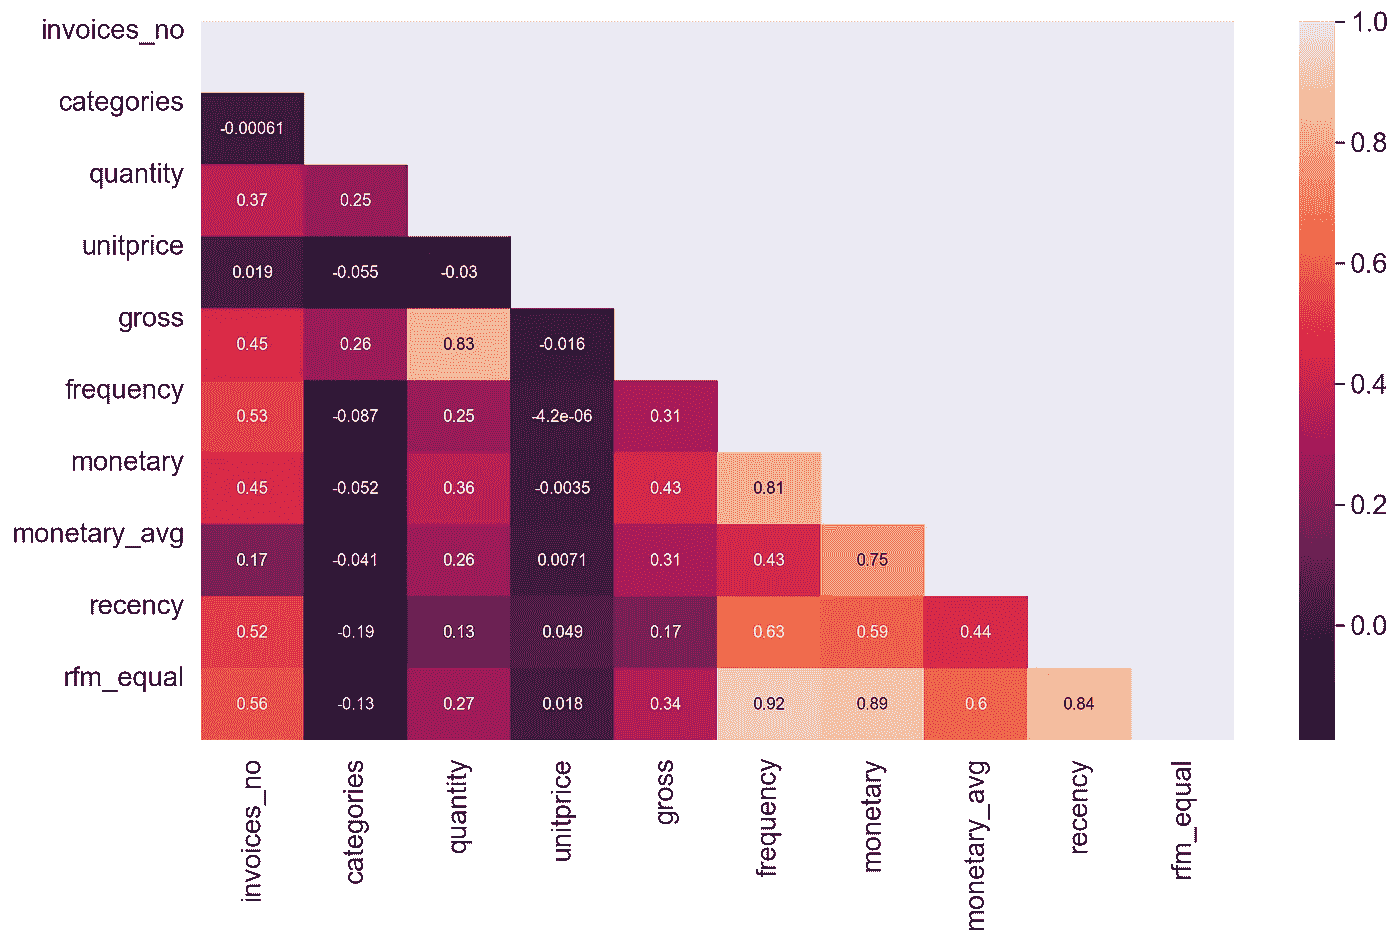 invoices_no
categories
-0.00061
quantity
0.37 0.25
unitprice
0.019 -0.055 -0.03
gross
0.45 0.26 0.83 -0.016
frequency
0.53 -0.087 0.25 -4.2e-06 0.31
monetary
0.45 -0.052 0.36 -0.0035 0.43 0.81
monetary_avg
0.17 -0.041 0.26 0.0071 0.31 0.43 0.75
recency
0.52 -0.19 0.13 0.049 0.17 0.63 0.59 0.44
rfm_equal
0.56 -0.13 0.27 0.018 0.34 0.92 0.89 0.6 0.84
invoices_no
categories
quantity
unitprice
gross
frequency
monetary
monetary_avg
recency
rfm_equal
1.0
0.8
0.6
0.4
0.2
0.0